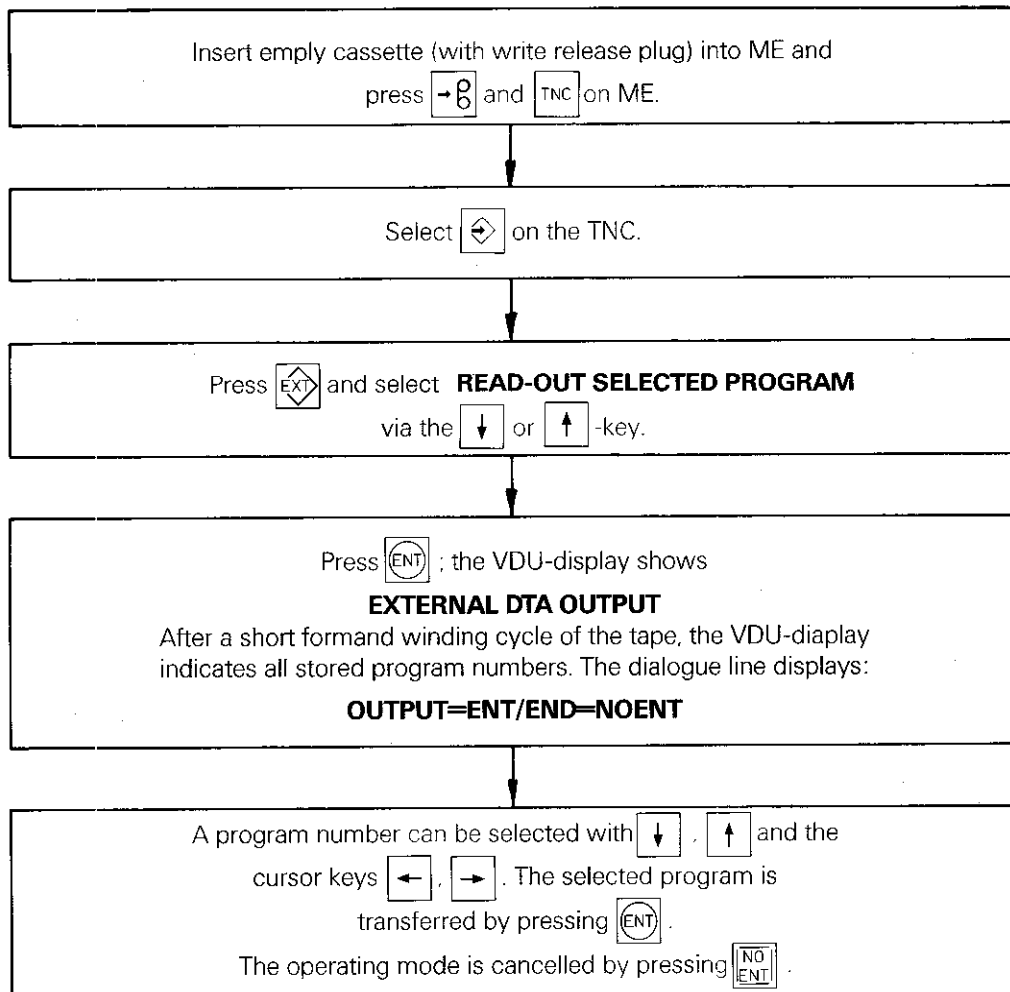 Insert emply cassette (with write release plug) into ME and
press and TNC on ME.
Select on the TNC.
Press EXT and select READ-OUT SELECTED PROGRAM
via the ↓ or ↑ -key.
Press ENT ; the VDU-display shows
EXTERNAL DTA OUTPUT
After a short formand winding cycle of the tape, the VDU-diaplay
indicates all stored program numbers. The dialogue line displays:
OUTPUT=ENT/END=NOENT
A program number can be selected with ↓ , ↑ and the
cursor keys ← , → . The selected program is
transferred by pressing ENT .
The operating mode is cancelled by pressing NO
ENT .